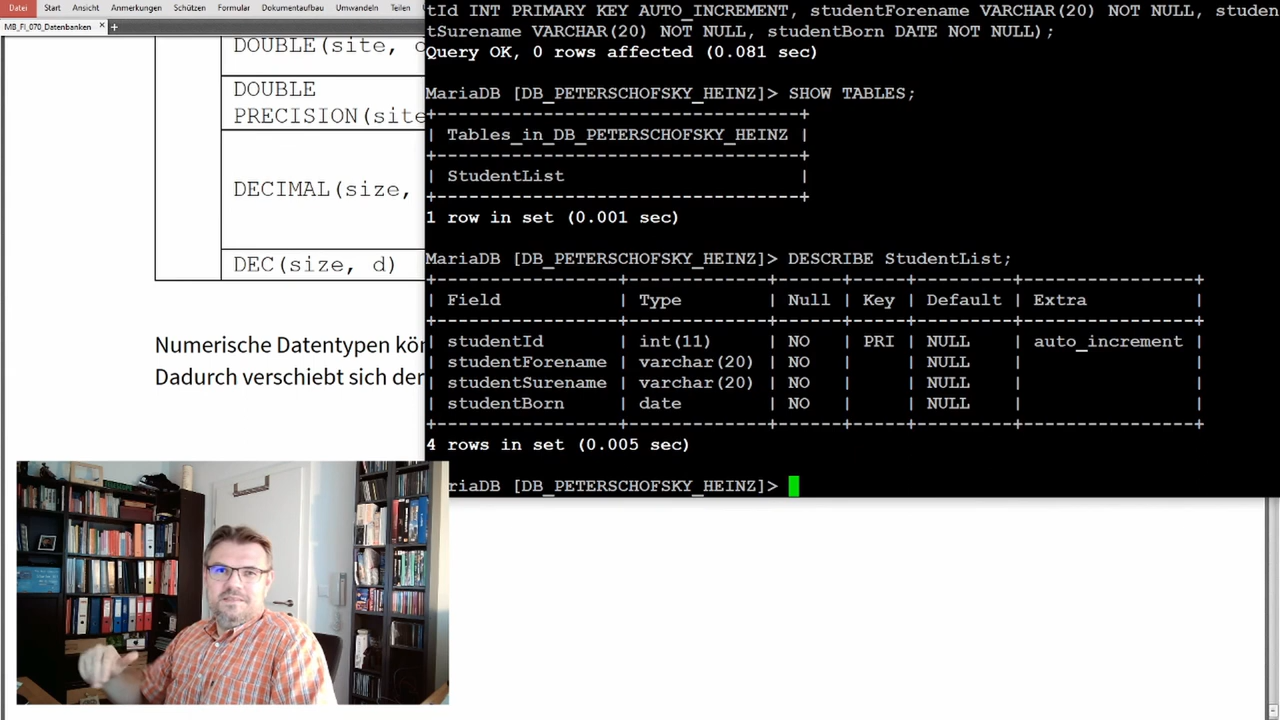 Datei Start Ansicht Anmerkungen Schützen Formular Dokumentaufbau Umwandeln Teilen
MB_FI_070_Datenbanken
DOUBLE(site,
DOUBLE
PRECISION(site
DECIMAL(size,
DEC(size, d)
Numerische Datentypen
Dadurch verschiebt sich
tId INT PRIMARY KEY AUTO_INCREMENT, studentForename VARCHAR(20) NOT NULL, studen
tSurename VARCHAR(20) NOT NULL, studentBorn DATE NOT NULL);
Query OK, 0 rows affected (0.081 sec)
MariaDB [DB_PETERSCHOFSKY_HEINZ]> SHOW TABLES;
+-----------------------------------+
| Tables_in_DB_PETERSCHOFSKY_HEINZ |
+-----------------------------------+
| StudentList |
+-----------------------------------+
1 row in set (0.001 sec)
MariaDB [DB_PETERSCHOFSKY_HEINZ]> DESCRIBE StudentList;
+-----------------+-------------+------+-----+---------+----------------+
| Field | Type | Null | Key | Default | Extra |
+-----------------+-------------+------+-----+---------+----------------+
| studentId | int(11) | NO | PRI | NULL | auto_increment |
| studentForename | varchar(20) | NO | | NULL | |
| studentSurename | varchar(20) | NO | | NULL | |
| studentBorn | date | NO | | NULL | |
+-----------------+-------------+------+-----+---------+----------------+
4 rows in set (0.005 sec)
riaDB [DB_PETERSCHOFSKY_HEINZ]>